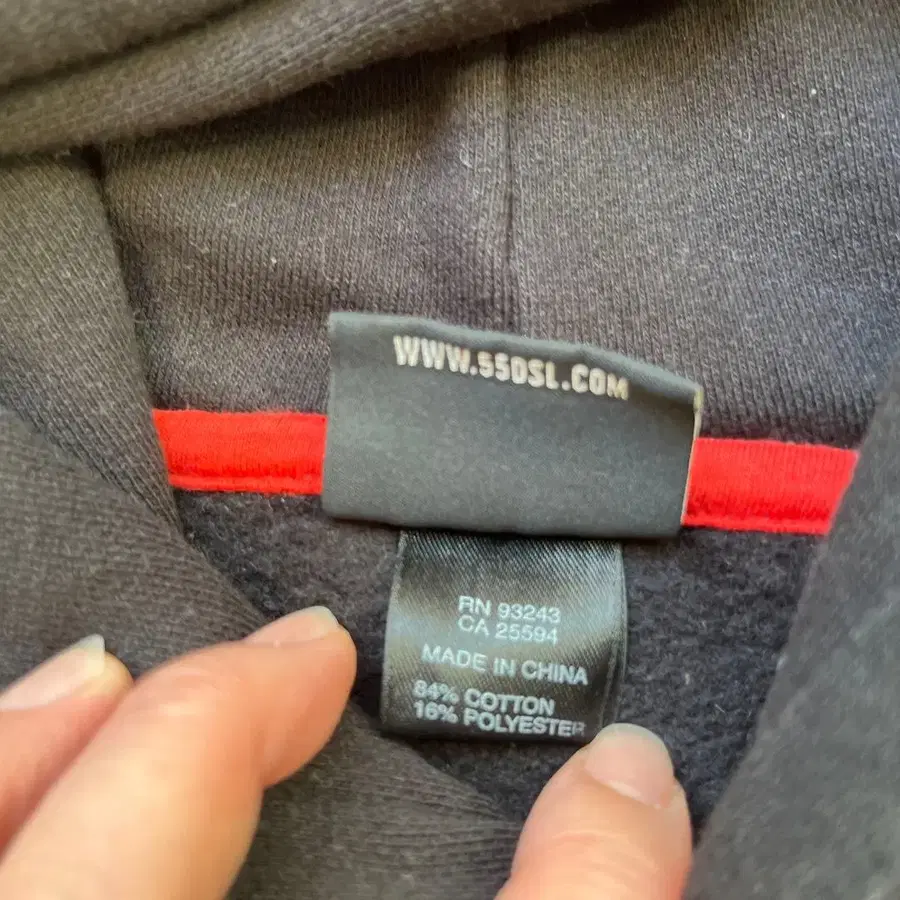 WWW.55DSL.COM
RN 93243
CA 25594
MADE IN CHINA
84% COTTON
16% POLYESTER